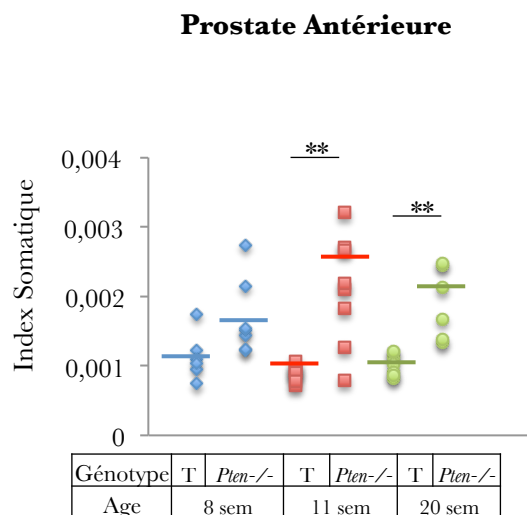 Prostate Antérieure
Index Somatique
0,004
0,003
0,002
0,001
0
**
**
Génotype T Pten-/- T Pten-/- T Pten-/-
Age 8 sem 11 sem 20 sem